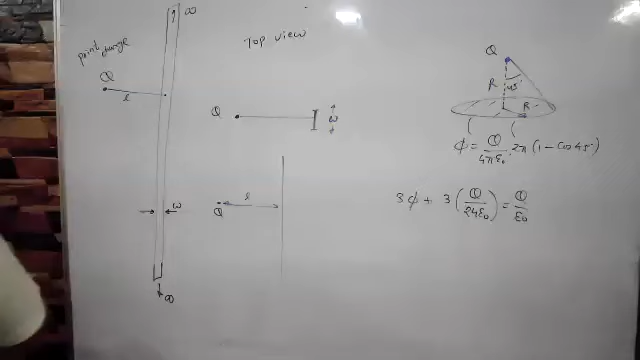 ∞
point charge
Q
l
Top view
Q
w
l
Q
w
∞
Q
R
45°
R
φ = Q/4πε₀ . 2π (1 − cos 45°)
3φ + 3 (Q/24ε₀) = Q/ε₀